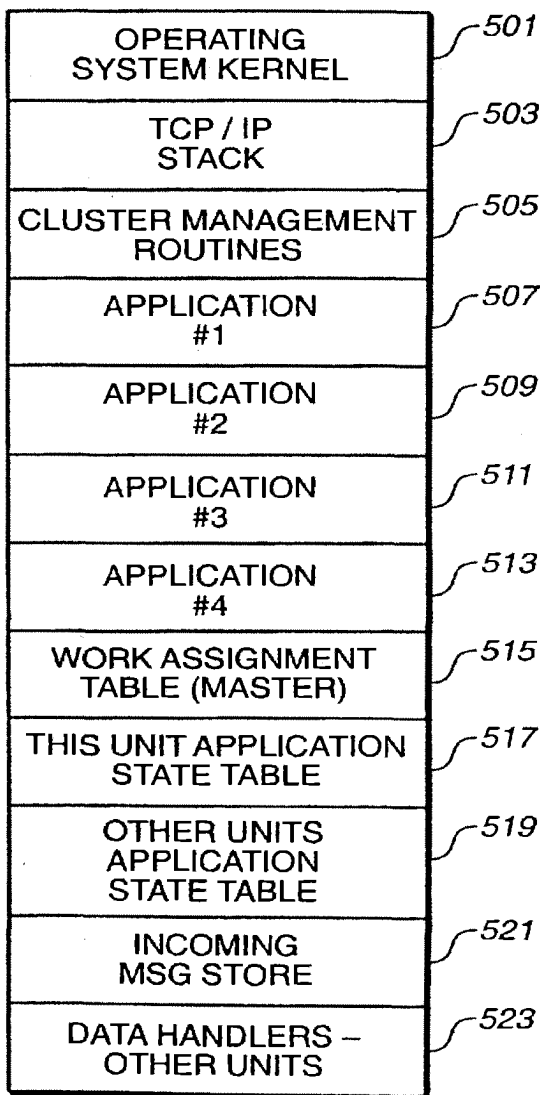 OPERATING
SYSTEM KERNEL
501
TCP / IP
STACK
503
CLUSTER MANAGEMENT
ROUTINES
505
APPLICATION
#1
507
APPLICATION
#2
509
APPLICATION
#3
511
APPLICATION
#4
513
WORK ASSIGNMENT
TABLE (MASTER)
515
THIS UNIT APPLICATION
STATE TABLE
517
OTHER UNITS
APPLICATION
STATE TABLE
519
INCOMING
MSG STORE
521
DATA HANDLERS –
OTHER UNITS
523